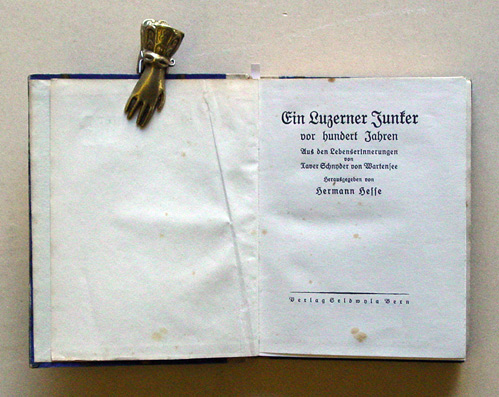 Ein Luzerner Junker
vor hundert Jahren
Aus den Lebenserinnerungen
von
Xaver Schnyder von Wartensee
Herausgegeben von
Hermann Hesse
Verlag Seldwyla Bern